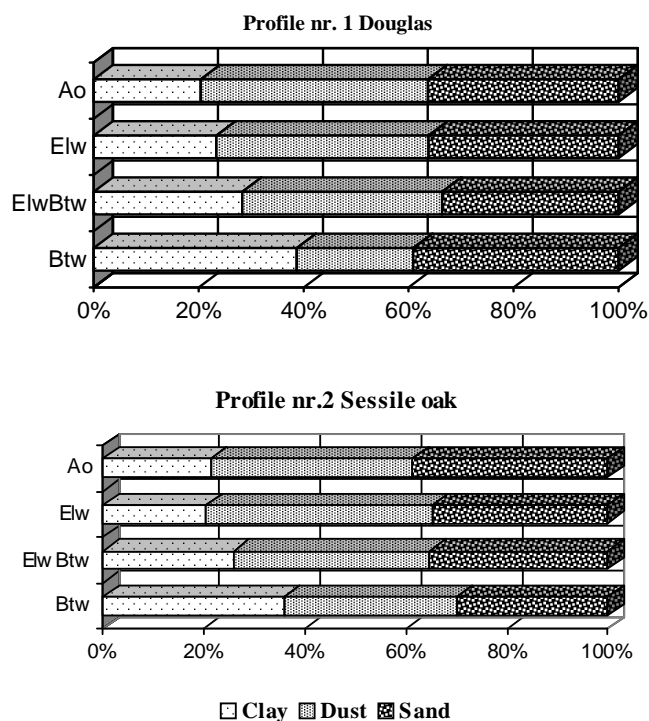 Profile nr. 1 Douglas
Ao
Elw
ElwBtw
Btw
0% 20% 40% 60% 80% 100%
Profile nr.2 Sessile oak
Ao
Elw
Elw Btw
Btw
0% 20% 40% 60% 80% 100%
Clay Dust Sand